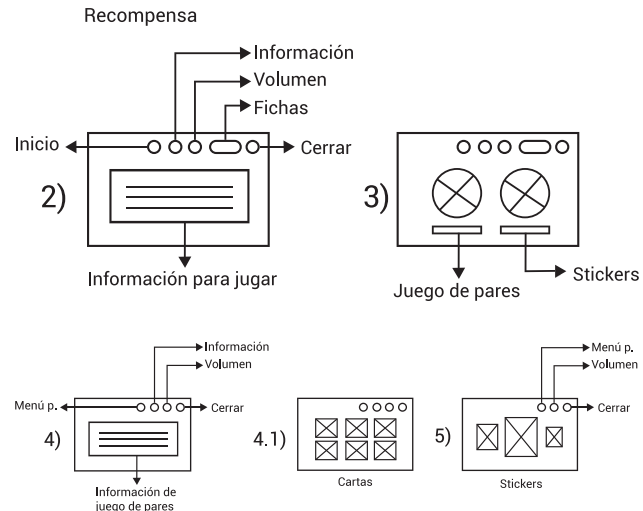 Recompensa
Información
Volumen
Fichas
Inicio
Cerrar
2)
3)
Información para jugar
Juego de pares
Stickers
Información
Volumen
Menú p.
Cerrar
4)
Información de
juego de pares
4.1)
Cartas
Menú p.
Volumen
Cerrar
5)
Stickers